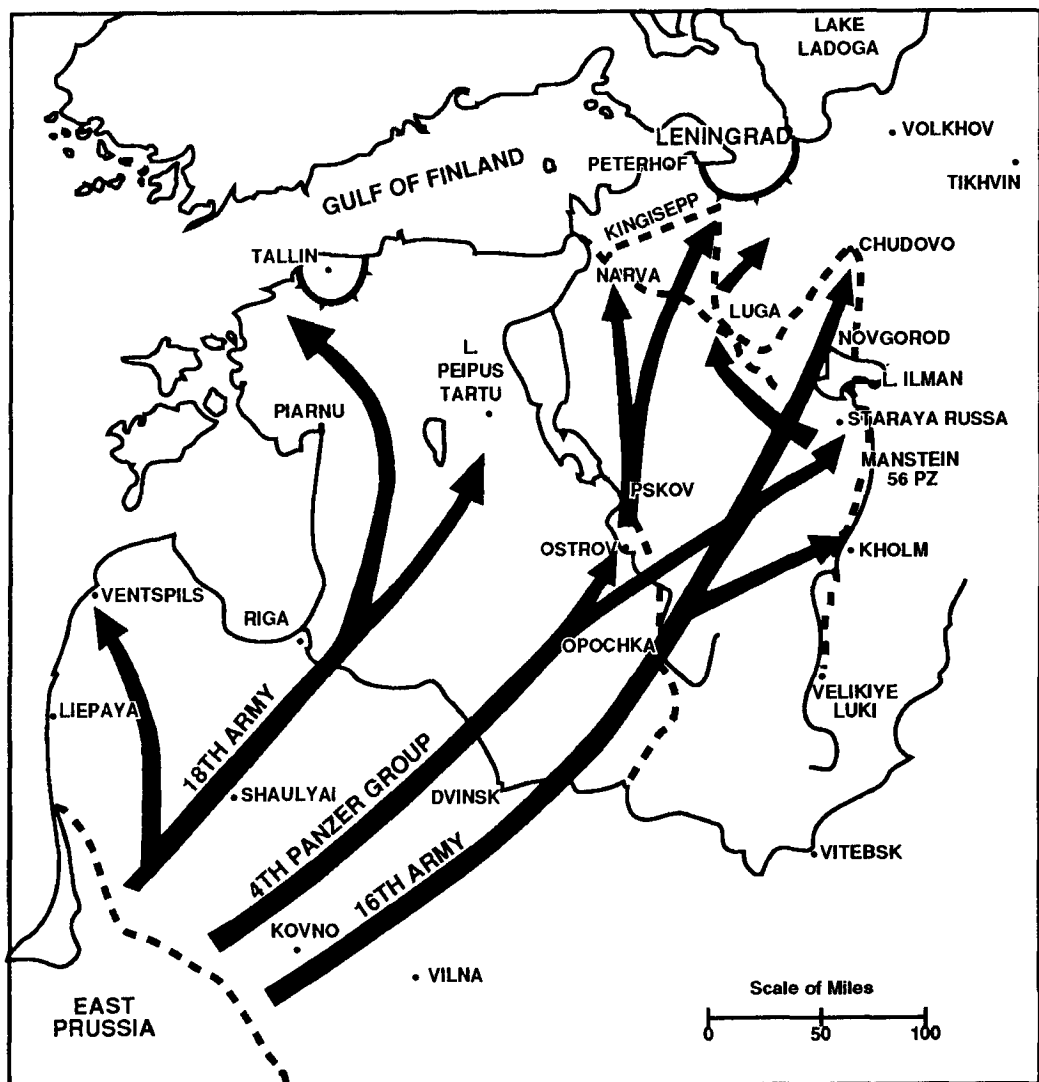 LAKE
LADOGA
VOLKHOV
LENINGRAD
PETERHOF
TIKHVIN
GULF OF FINLAND
KINGISEPP
CHUDOVO
TALLIN
NARVA
LUGA
NOVGOROD
L.
PEIPUS
TARTU
L. ILMAN
PIARNU
STARAYA RUSSA
MANSTEIN
56 PZ
PSKOV
OSTROV
KHOLM
VENTSPILS
RIGA
OPOCHKA
VELIKIYE
LUKI
LIEPAYA
18TH ARMY
SHAULYAI
DVINSK
4TH PANZER GROUP
16TH ARMY
VITEBSK
KOVNO
VILNA
EAST
PRUSSIA
Scale of Miles
0 50 100